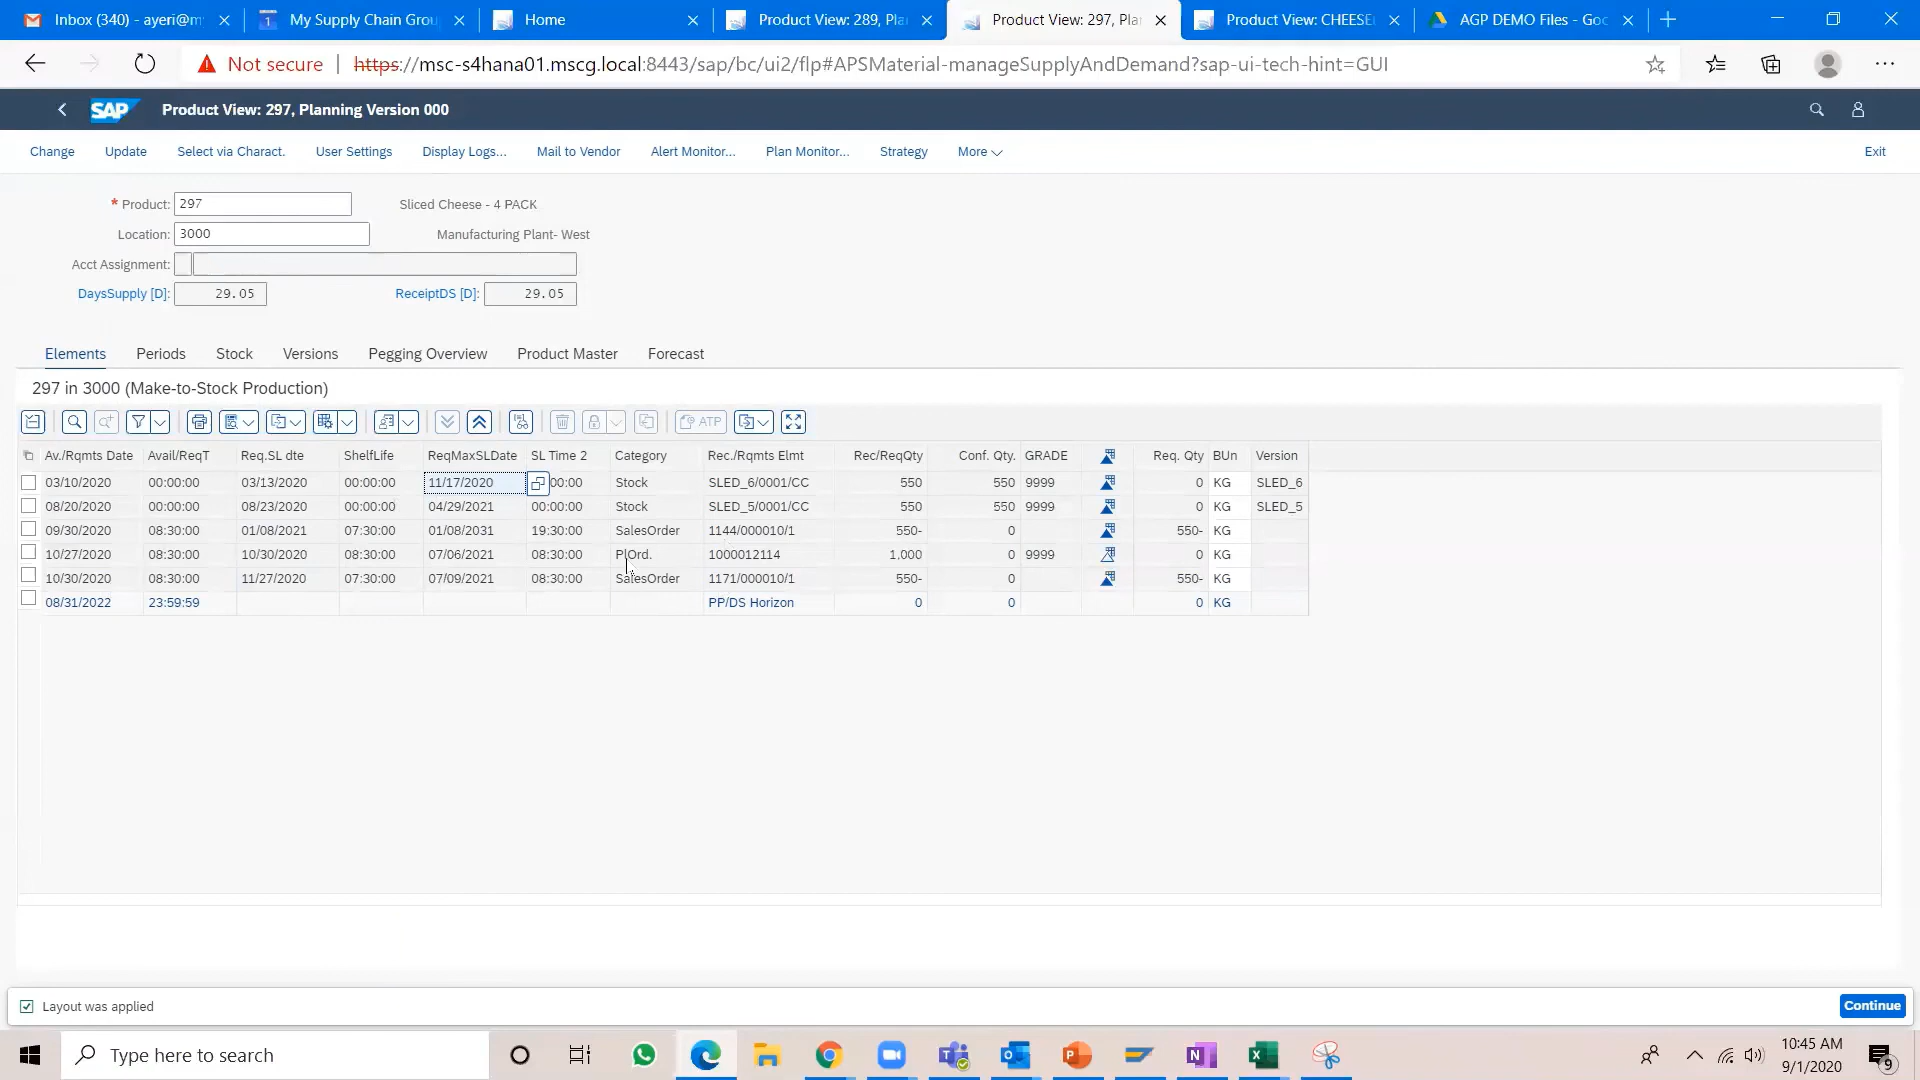 Inbox (340) - ayeri@m
My Supply Chain Grou
Home
Product View: 289, Pla
Product View: 297, Pla
Product View: CHEESE
AGP DEMO Files - Goo
Not secure | https://msc-s4hana01.mscg.local:8443/sap/bc/ui2/flp#APSMaterial-manageSupplyAndDemand?sap-ui-tech-hint=GUI
SAP Product View: 297, Planning Version 000
Change Update Select via Charact. User Settings Display Logs... Mail to Vendor Alert Monitor... Plan Monitor... Strategy More Exit
* Product: 297 Sliced Cheese - 4 PACK
Location: 3000 Manufacturing Plant- West
Acct Assignment:
DaysSupply [D]: 29.05 ReceiptDS [D]: 29.05
Elements Periods Stock Versions Pegging Overview Product Master Forecast
297 in 3000 (Make-to-Stock Production)
ATP
Av./Rqmts Date Avail/ReqT Req.SL dte ShelfLife ReqMaxSLDate SL Time 2 Category Rec./Rqmts Elmt Rec/ReqQty Conf. Qty. GRADE Req. Qty BUn Version
03/10/2020 00:00:00 03/13/2020 00:00:00 11/17/2020 00:00 Stock SLED_6/0001/CC 550 550 9999 0 KG SLED_6
08/20/2020 00:00:00 08/23/2020 00:00:00 04/29/2021 00:00:00 Stock SLED_5/0001/CC 550 550 9999 0 KG SLED_5
09/30/2020 08:30:00 01/08/2021 07:30:00 01/08/2031 19:30:00 SalesOrder 1144/000010/1 550- 0 550- KG
10/27/2020 08:30:00 10/30/2020 08:30:00 07/06/2021 08:30:00 PlOrd. 1000012114 1,000 0 9999 0 KG
10/30/2020 08:30:00 11/27/2020 07:30:00 07/09/2021 08:30:00 SalesOrder 1171/000010/1 550- 0 550- KG
08/31/2022 23:59:59 PP/DS Horizon 0 0 0 KG
Layout was applied
Continue
Type here to search
10:45 AM
9/1/2020
9